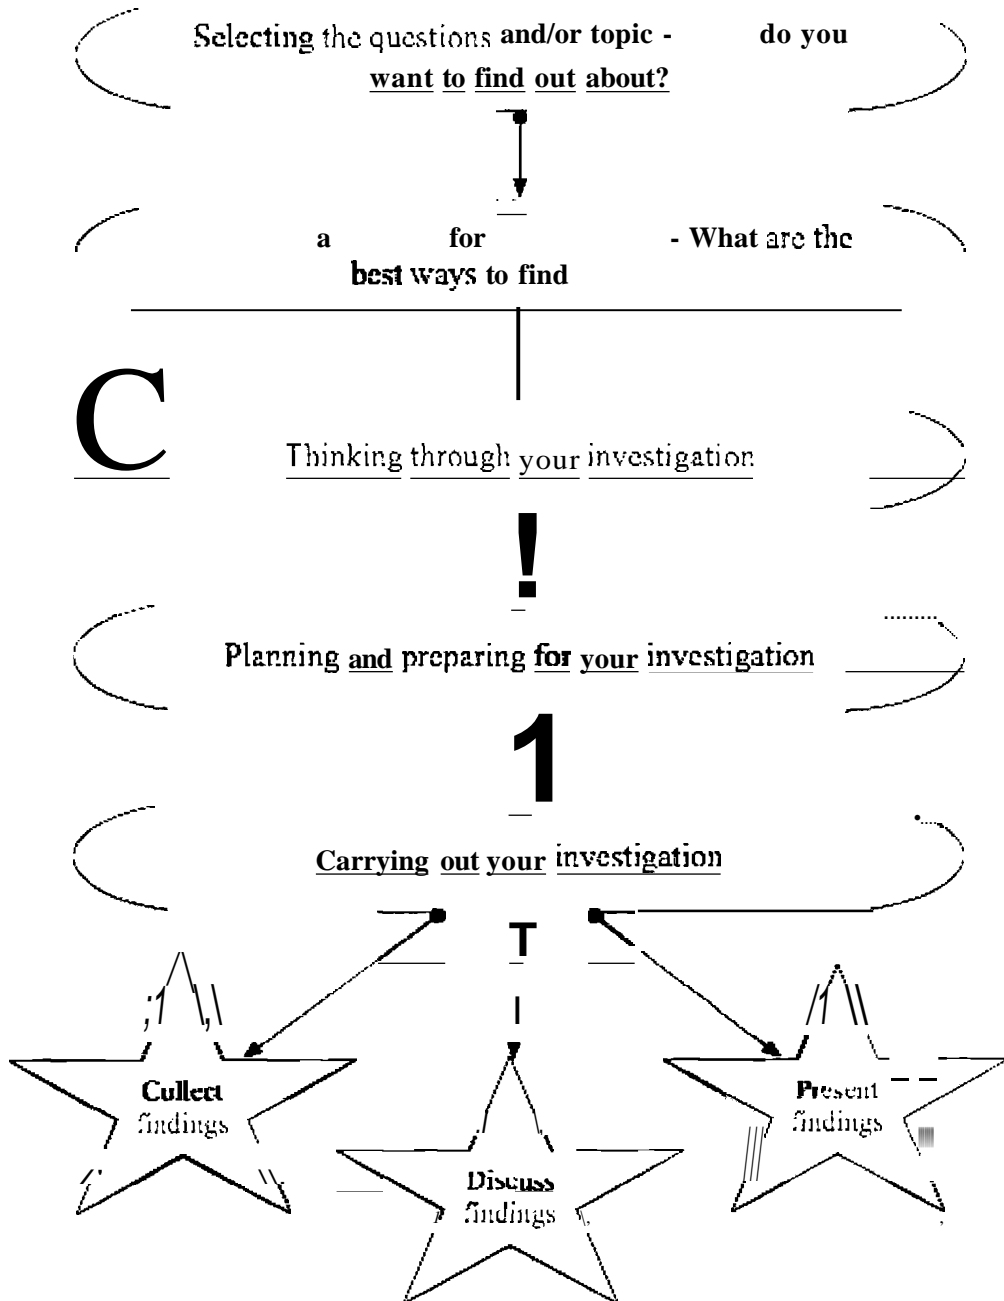 Selecting the questions and/or topic - do you
want to find out about?
a for - What are the
best ways to find
C
Thinking through your investigation
!
Planning and preparing for your investigation
1
Carrying out your investigation
T
Cullect
findings
Present
findings
Discuss
findings